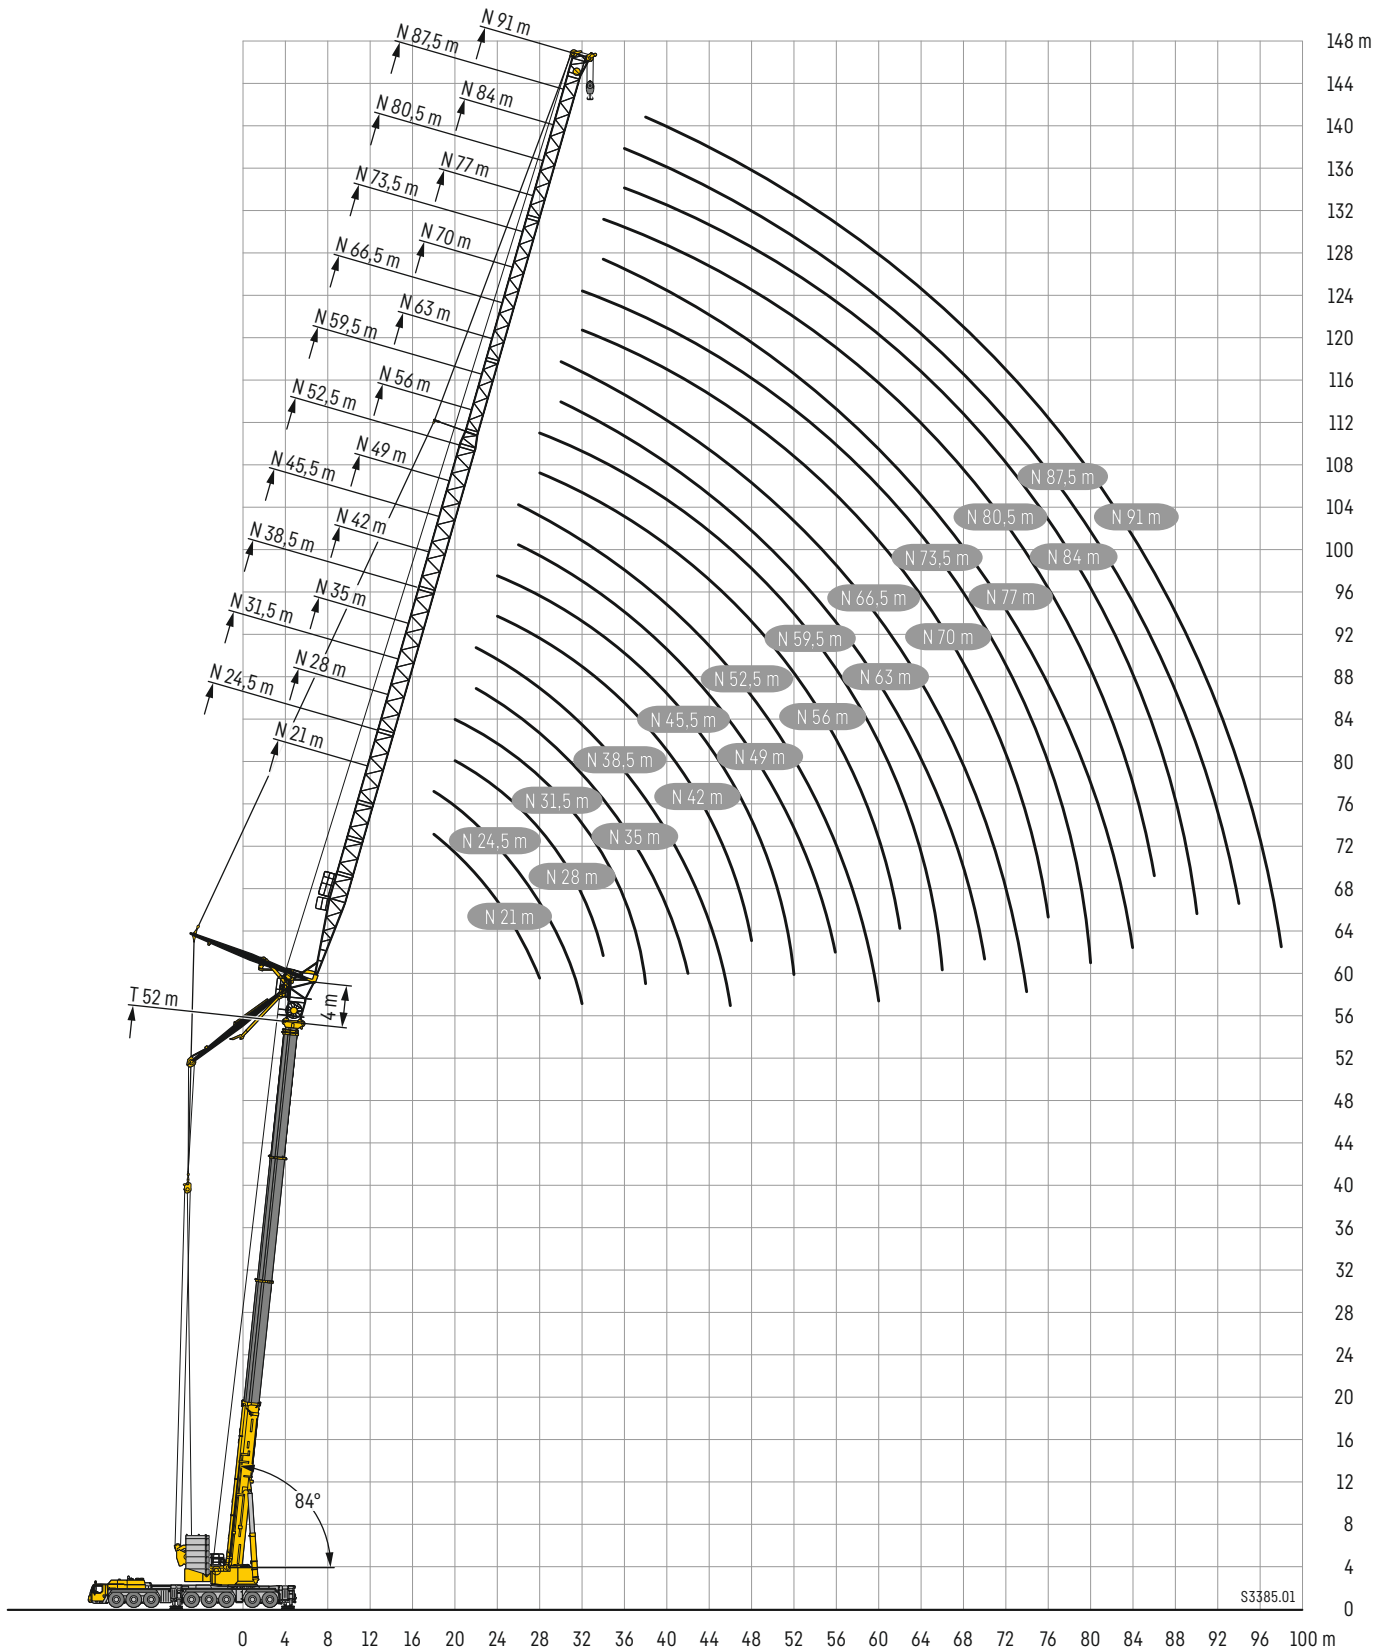 N 91 m
N 87,5 m
N 84 m
N 80,5 m
N 77 m
N 73,5 m
N 70 m
N 66,5 m
N 63 m
N 59,5 m
N 56 m
N 52,5 m
N 49 m
N 45,5 m
N 42 m
N 38,5 m
N 35 m
N 31,5 m
N 28 m
N 24,5 m
N 21 m
T 52 m
4 m
84°
N 87,5 m
N 91 m
N 80,5 m
N 84 m
N 73,5 m
N 77 m
N 66,5 m
N 70 m
N 59,5 m
N 63 m
N 52,5 m
N 56 m
N 45,5 m
N 49 m
N 38,5 m
N 42 m
N 31,5 m
N 35 m
N 24,5 m
N 28 m
N 21 m
148 m
144
140
136
132
128
124
120
116
112
108
104
100
96
92
88
84
80
76
72
68
64
60
56
52
48
44
40
36
32
28
24
20
16
12
8
4
0
S3385.01
0 4 8 12 16 20 24 28 32 36 40 44 48 52 56 60 64 68 72 76 80 84 88 92 96 100 m